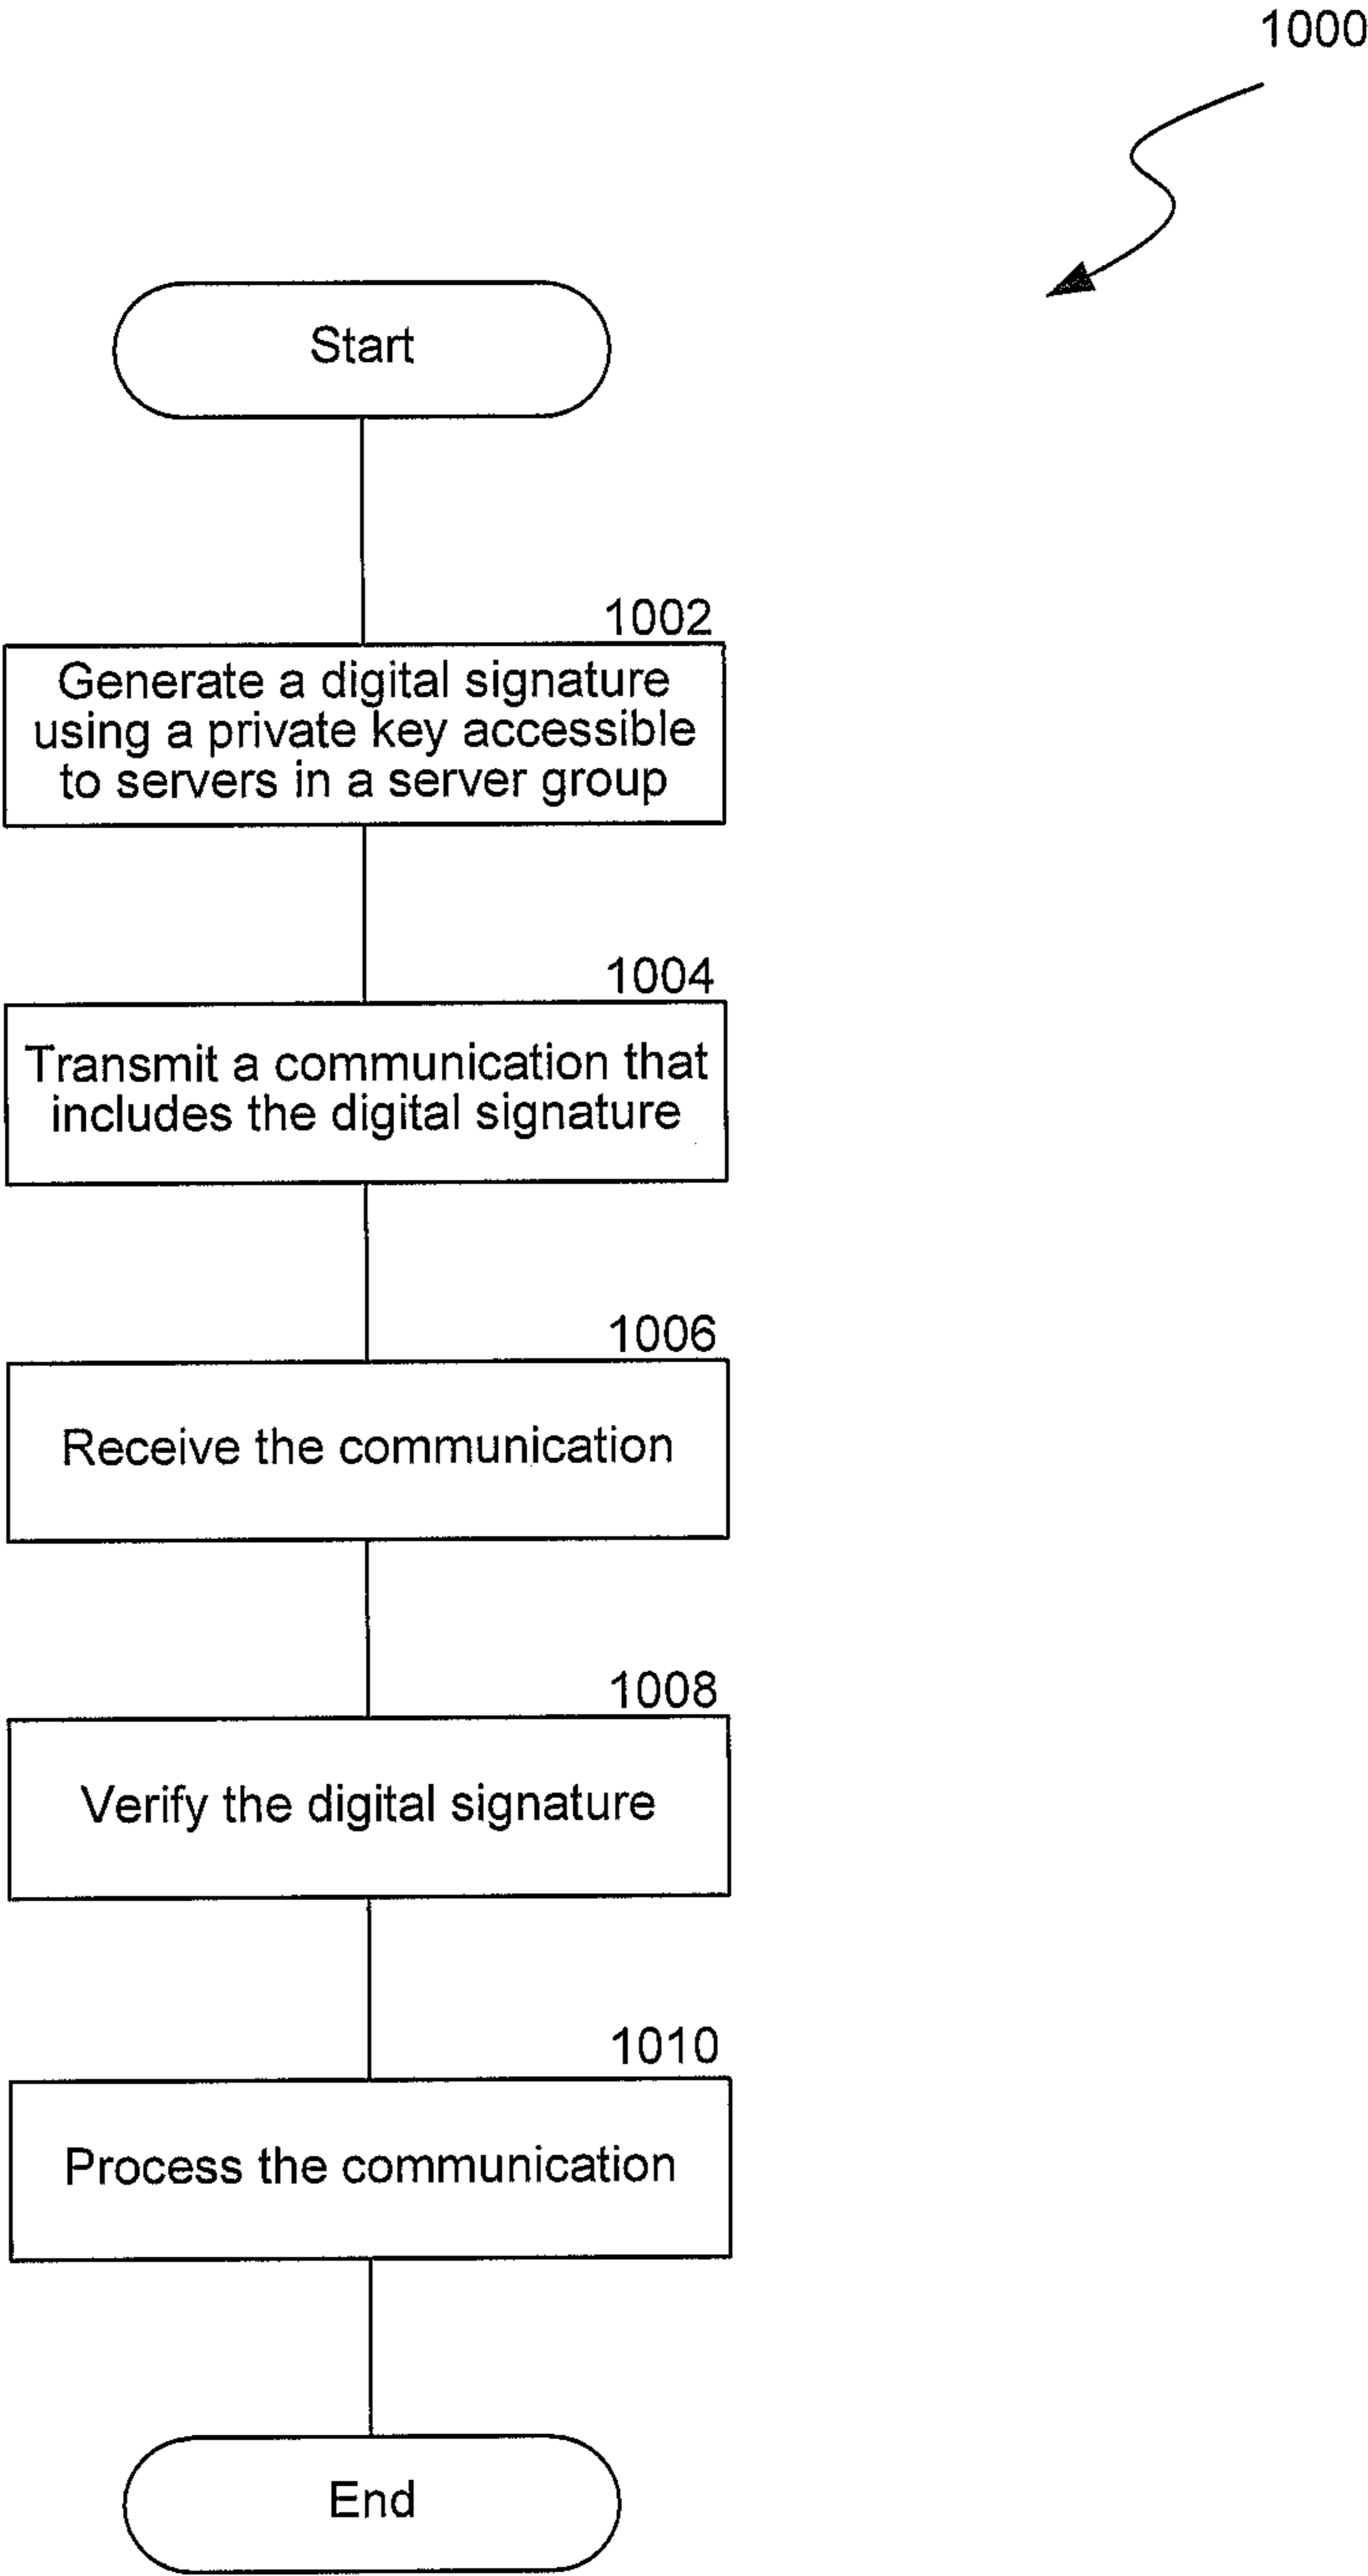 1000
Start
1002
Generate a digital signature
using a private key accessible
to servers in a server group
1004
Transmit a communication that
includes the digital signature
1006
Receive the communication
1008
Verify the digital signature
1010
Process the communication
End